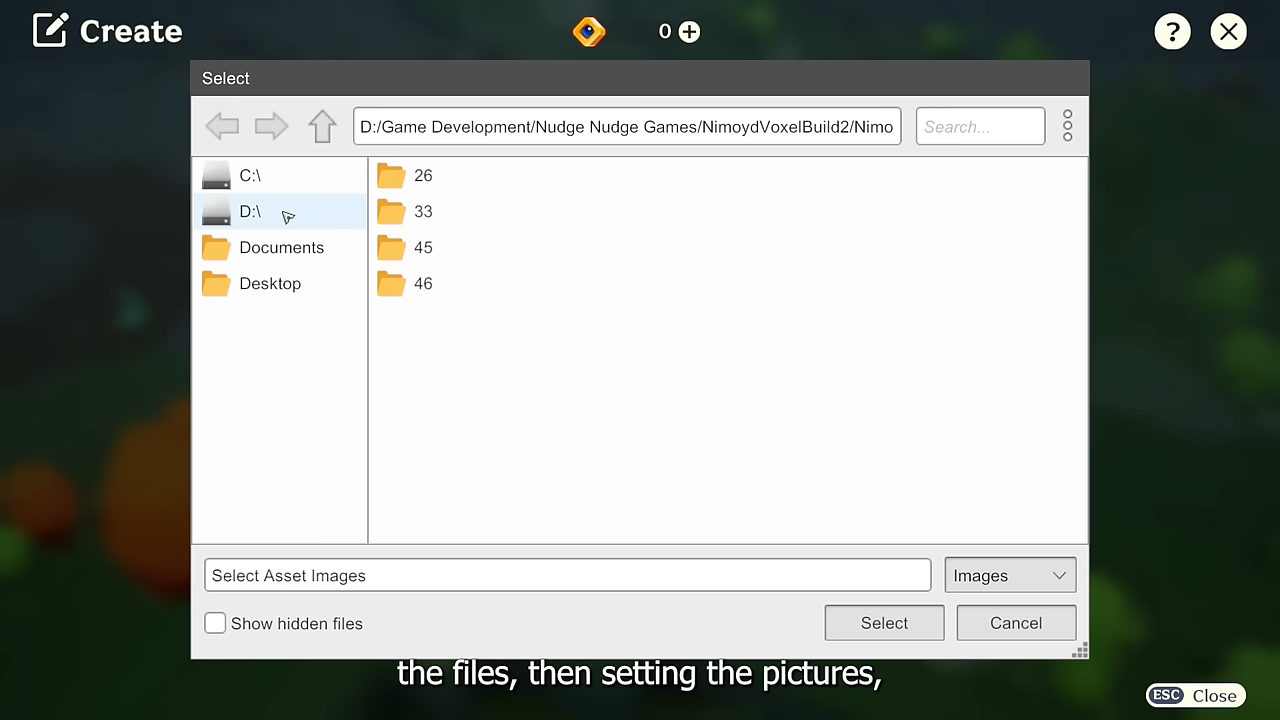 Create
0
?
Select
D:/Game Development/Nudge Nudge Games/NimoydVoxelBuild2/Nimo
Search...
C:\
D:\
Documents
Desktop
26
33
45
46
Select Asset Images
Images
Show hidden files
Select
Cancel
the files, then setting the pictures,
ESC Close